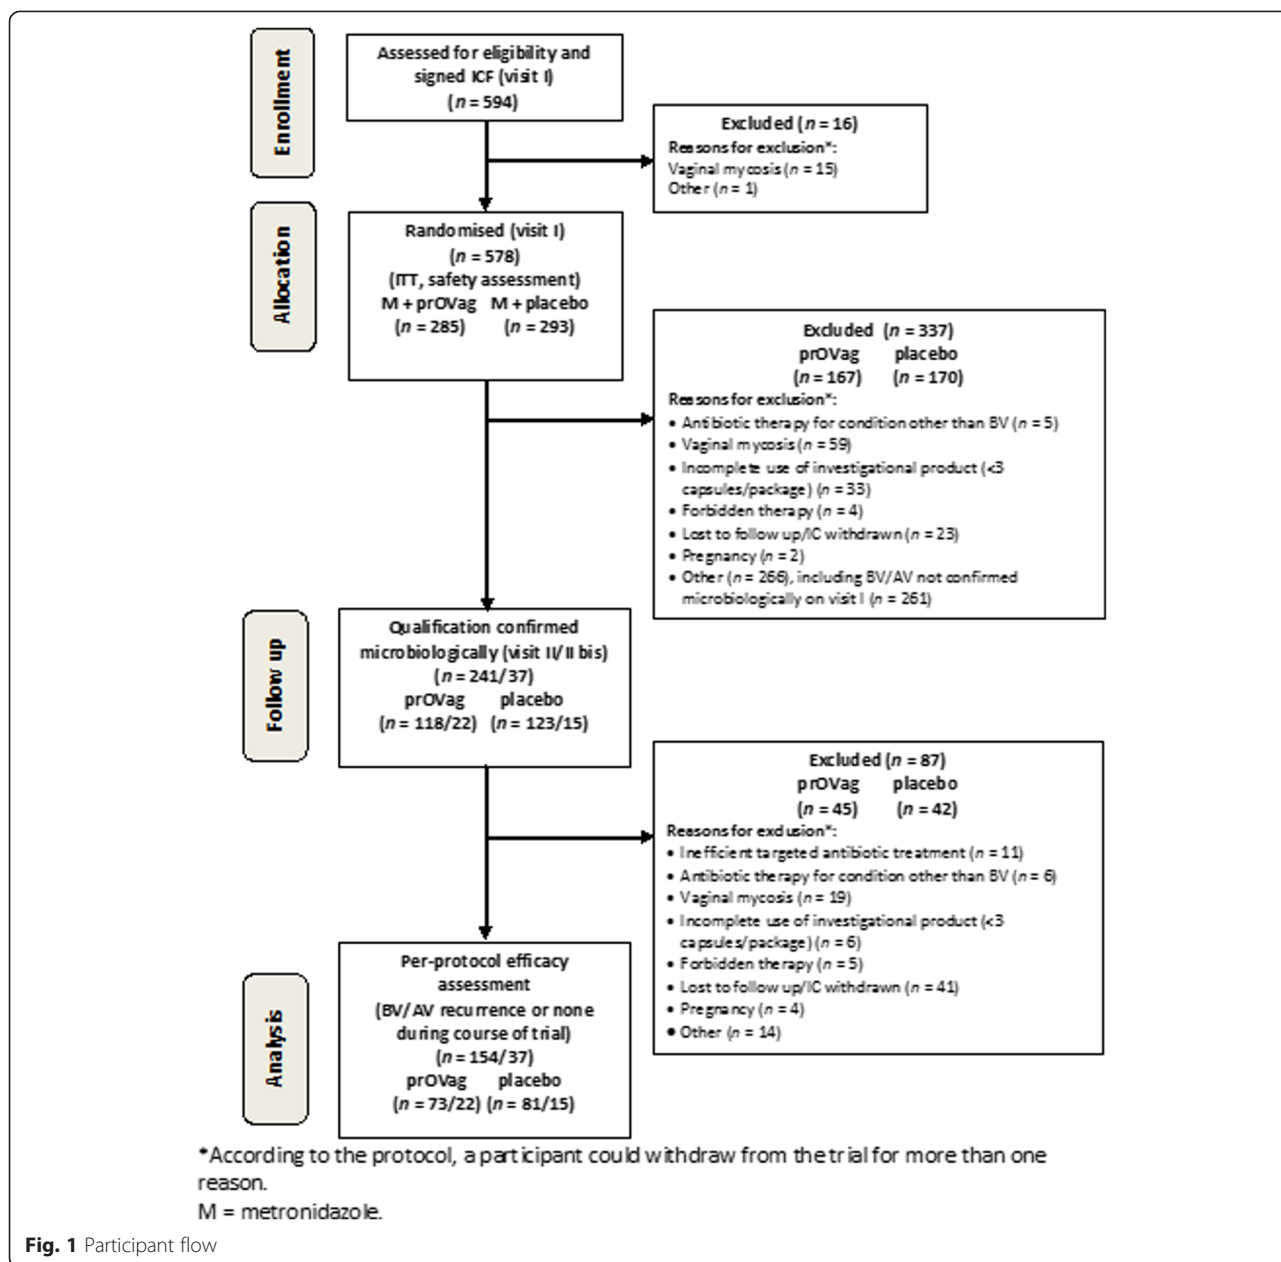 Enrollment
Assessed for eligibility and
signed ICF (visit I)
(n = 594)
Excluded (n = 16)
Reasons for exclusion*:
Vaginal mycosis (n = 15)
Other (n = 1)
Allocation
Randomised (visit I)
(n = 578)
(ITT, safety assessment)
M + prOVag M + placebo
(n = 285) (n = 293)
Excluded (n = 337)
prOVag placebo
(n = 167) (n = 170)
Reasons for exclusion*:
• Antibiotic therapy for condition other than BV (n = 5)
• Vaginal mycosis (n = 59)
• Incomplete use of investigational product (<3
capsules/package) (n = 33)
• Forbidden therapy (n = 4)
• Lost to follow up/IC withdrawn (n = 23)
• Pregnancy (n = 2)
• Other (n = 266), including BV/AV not confirmed
microbiologically on visit I (n = 261)
Follow up
Qualification confirmed
microbiologically (visit II/II bis)
(n = 241/37)
prOVag placebo
(n = 118/22) (n = 123/15)
Excluded (n = 87)
prOVag placebo
(n = 45) (n = 42)
Reasons for exclusion*:
• Inefficient targeted antibiotic treatment (n = 11)
• Antibiotic therapy for condition other than BV (n = 6)
• Vaginal mycosis (n = 19)
• Incomplete use of investigational product (<3
capsules/package) (n = 6)
• Forbidden therapy (n = 5)
• Lost to follow up/IC withdrawn (n = 41)
• Pregnancy (n = 4)
• Other (n = 14)
Analysis
Per-protocol efficacy
assessment
(BV/AV recurrence or none
during course of trial)
(n = 154/37)
prOVag placebo
(n = 73/22) (n = 81/15)
*According to the protocol, a participant could withdraw from the trial for more than one
reason.
M = metronidazole.
Fig. 1 Participant flow